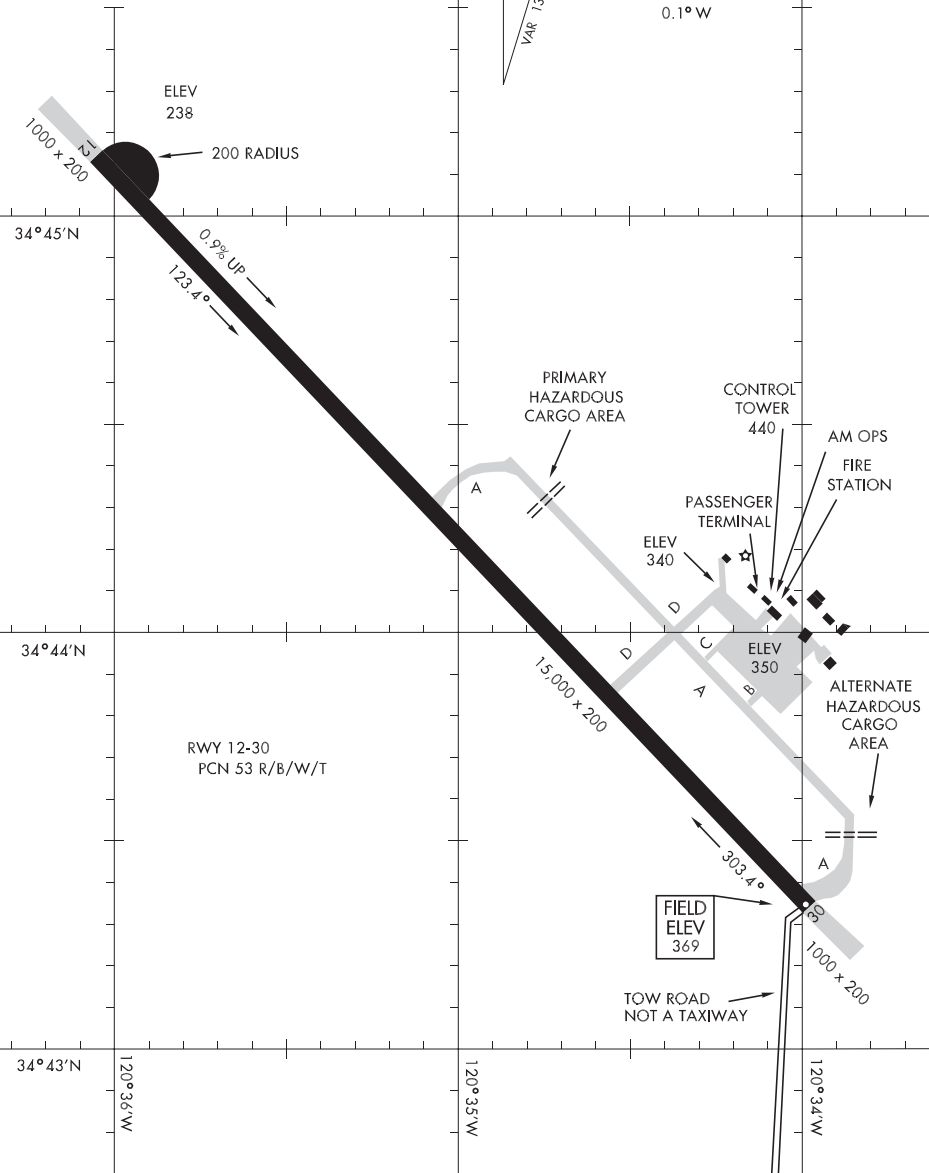 0.1° W
VAR 13
ELEV
238
1000 x 200
12
200 RADIUS
34°45'N
0.9% UP
123.4°
PRIMARY
HAZARDOUS
CARGO AREA
CONTROL
TOWER
440
AM OPS
FIRE
STATION
A
PASSENGER
TERMINAL
ELEV
340
D
D
C
34°44'N
ELEV
350
A
B
15,000 x 200
ALTERNATE
HAZARDOUS
CARGO
AREA
RWY 12-30
PCN 53 R/B/W/T
303.4°
A
FIELD
ELEV
369
30
1000 x 200
TOW ROAD
NOT A TAXIWAY
34°43'N
120°36'W
120°35'W
120°34'W